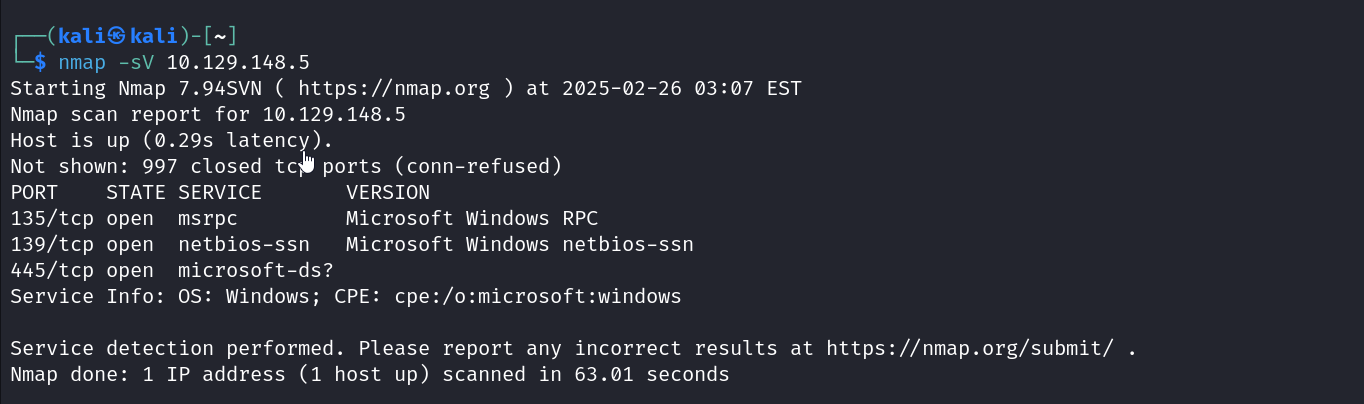 ┌──(kali㉿kali)-[~]
└─$ nmap -sV 10.129.148.5
Starting Nmap 7.94SVN ( https://nmap.org ) at 2025-02-26 03:07 EST
Nmap scan report for 10.129.148.5
Host is up (0.29s latency).
Not shown: 997 closed tcp ports (conn-refused)
PORT    STATE SERVICE       VERSION
135/tcp open  msrpc         Microsoft Windows RPC
139/tcp open  netbios-ssn   Microsoft Windows netbios-ssn
445/tcp open  microsoft-ds?
Service Info: OS: Windows; CPE: cpe:/o:microsoft:windows
Service detection performed. Please report any incorrect results at https://nmap.org/submit/ .
Nmap done: 1 IP address (1 host up) scanned in 63.01 seconds